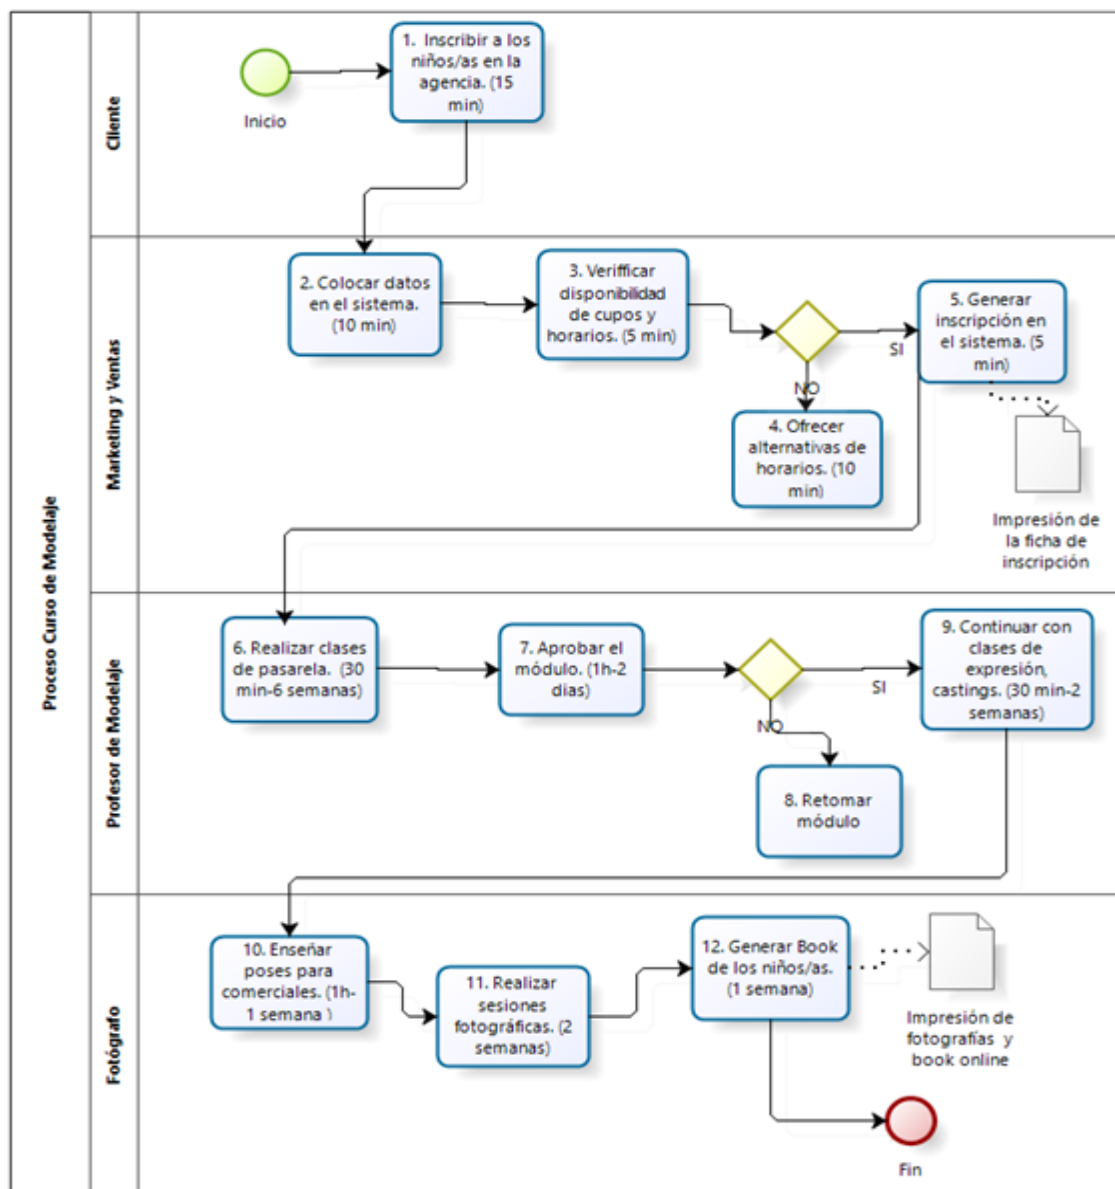 Proceso Curso de Modelaje
Cliente
Inicio
1. Inscribir a los
niños/as en la
agencia. (15
min)
Marketing y Ventas
2. Colocar datos
en el sistema.
(10 min)
3. Verifficar
disponibilidad
de cupos y
horarios. (5 min)
SI
NO
4. Ofrecer
alternativas de
horarios. (10
min)
5. Generar
inscripción en
el sistema. (5
min)
Impresión de
la ficha de
inscripción
Profesor de Modelaje
6. Realizar clases
de pasarela. (30
min-6 semanas)
7. Aprobar el
módulo. (1h-2
dias)
SI
NO
8. Retomar
módulo
9. Continuar con
clases de
expresión,
castings. (30 min-2
semanas)
Fotógrafo
10. Enseñar
poses para
comerciales. (1h-
1 semana )
11. Realizar
sesiones
fotográficas. (2
semanas)
12. Generar Book
de los niños/as.
(1 semana)
Impresión de
fotografías y
book online
Fin